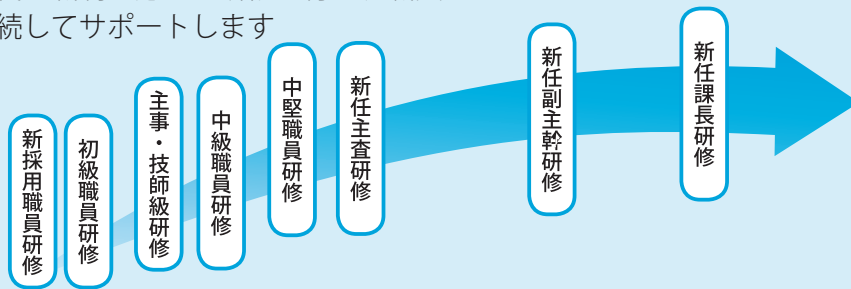 続してサポートします
新採用職員研修
初級職員研修
主事・技師級研修
中級職員研修
中堅職員研修
新任主査研修
新任副主幹研修
新任課長研修